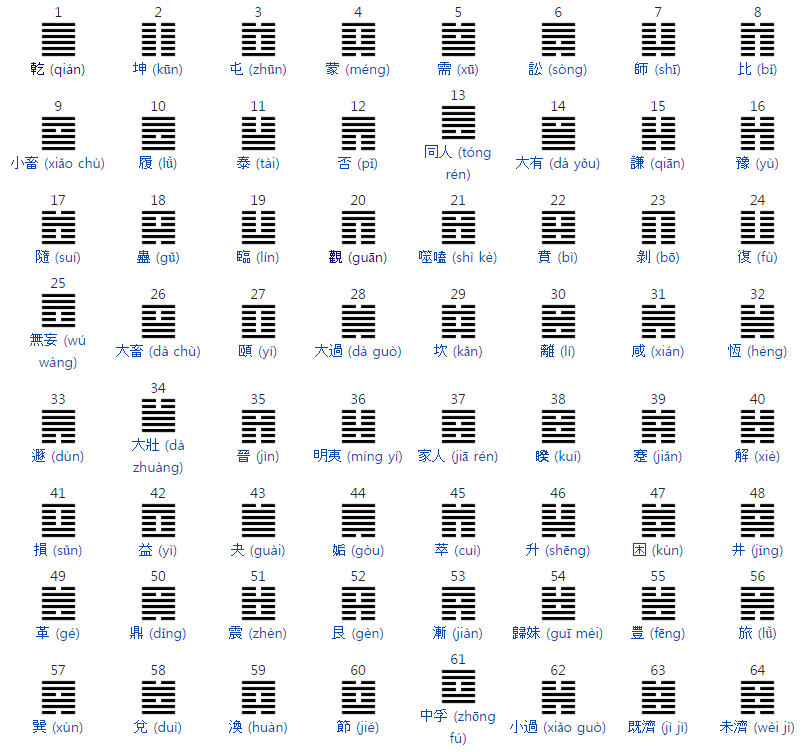 1 2 3 4 5 6 7 8
乾 (qián) 坤 (kūn) 屯 (zhūn) 蒙 (méng) 需 (xū) 訟 (sòng) 師 (shī) 比 (bǐ)
9 10 11 12 13 14 15 16
小畜 (xiǎo chù) 履 (lǚ) 泰 (tài) 否 (pǐ) 同人 (tóng rén) 大有 (dà yǒu) 謙 (qiān) 豫 (yù)
17 18 19 20 21 22 23 24
隨 (suí) 蠱 (gǔ) 臨 (lín) 觀 (guān) 噬嗑 (shì kè) 賁 (bì) 剝 (bō) 復 (fù)
25 26 27 28 29 30 31 32
無妄 (wú wàng) 大畜 (dà chù) 頤 (yí) 大過 (dà guò) 坎 (kǎn) 離 (lí) 咸 (xián) 恆 (héng)
33 34 35 36 37 38 39 40
遯 (dùn) 大壯 (dà zhuàng) 晉 (jìn) 明夷 (míng yí) 家人 (jiā rén) 睽 (kuí) 蹇 (jiǎn) 解 (xiè)
41 42 43 44 45 46 47 48
損 (sǔn) 益 (yì) 夬 (guài) 姤 (gòu) 萃 (cuì) 升 (shēng) 困 (kùn) 井 (jǐng)
49 50 51 52 53 54 55 56
革 (gé) 鼎 (dǐng) 震 (zhèn) 艮 (gèn) 漸 (jiàn) 歸妹 (guī mèi) 豐 (fēng) 旅 (lǚ)
57 58 59 60 61 62 63 64
巽 (xùn) 兌 (duì) 渙 (huàn) 節 (jié) 中孚 (zhōng fú) 小過 (xiǎo guò) 既濟 (jì jì) 未濟 (wèi jì)